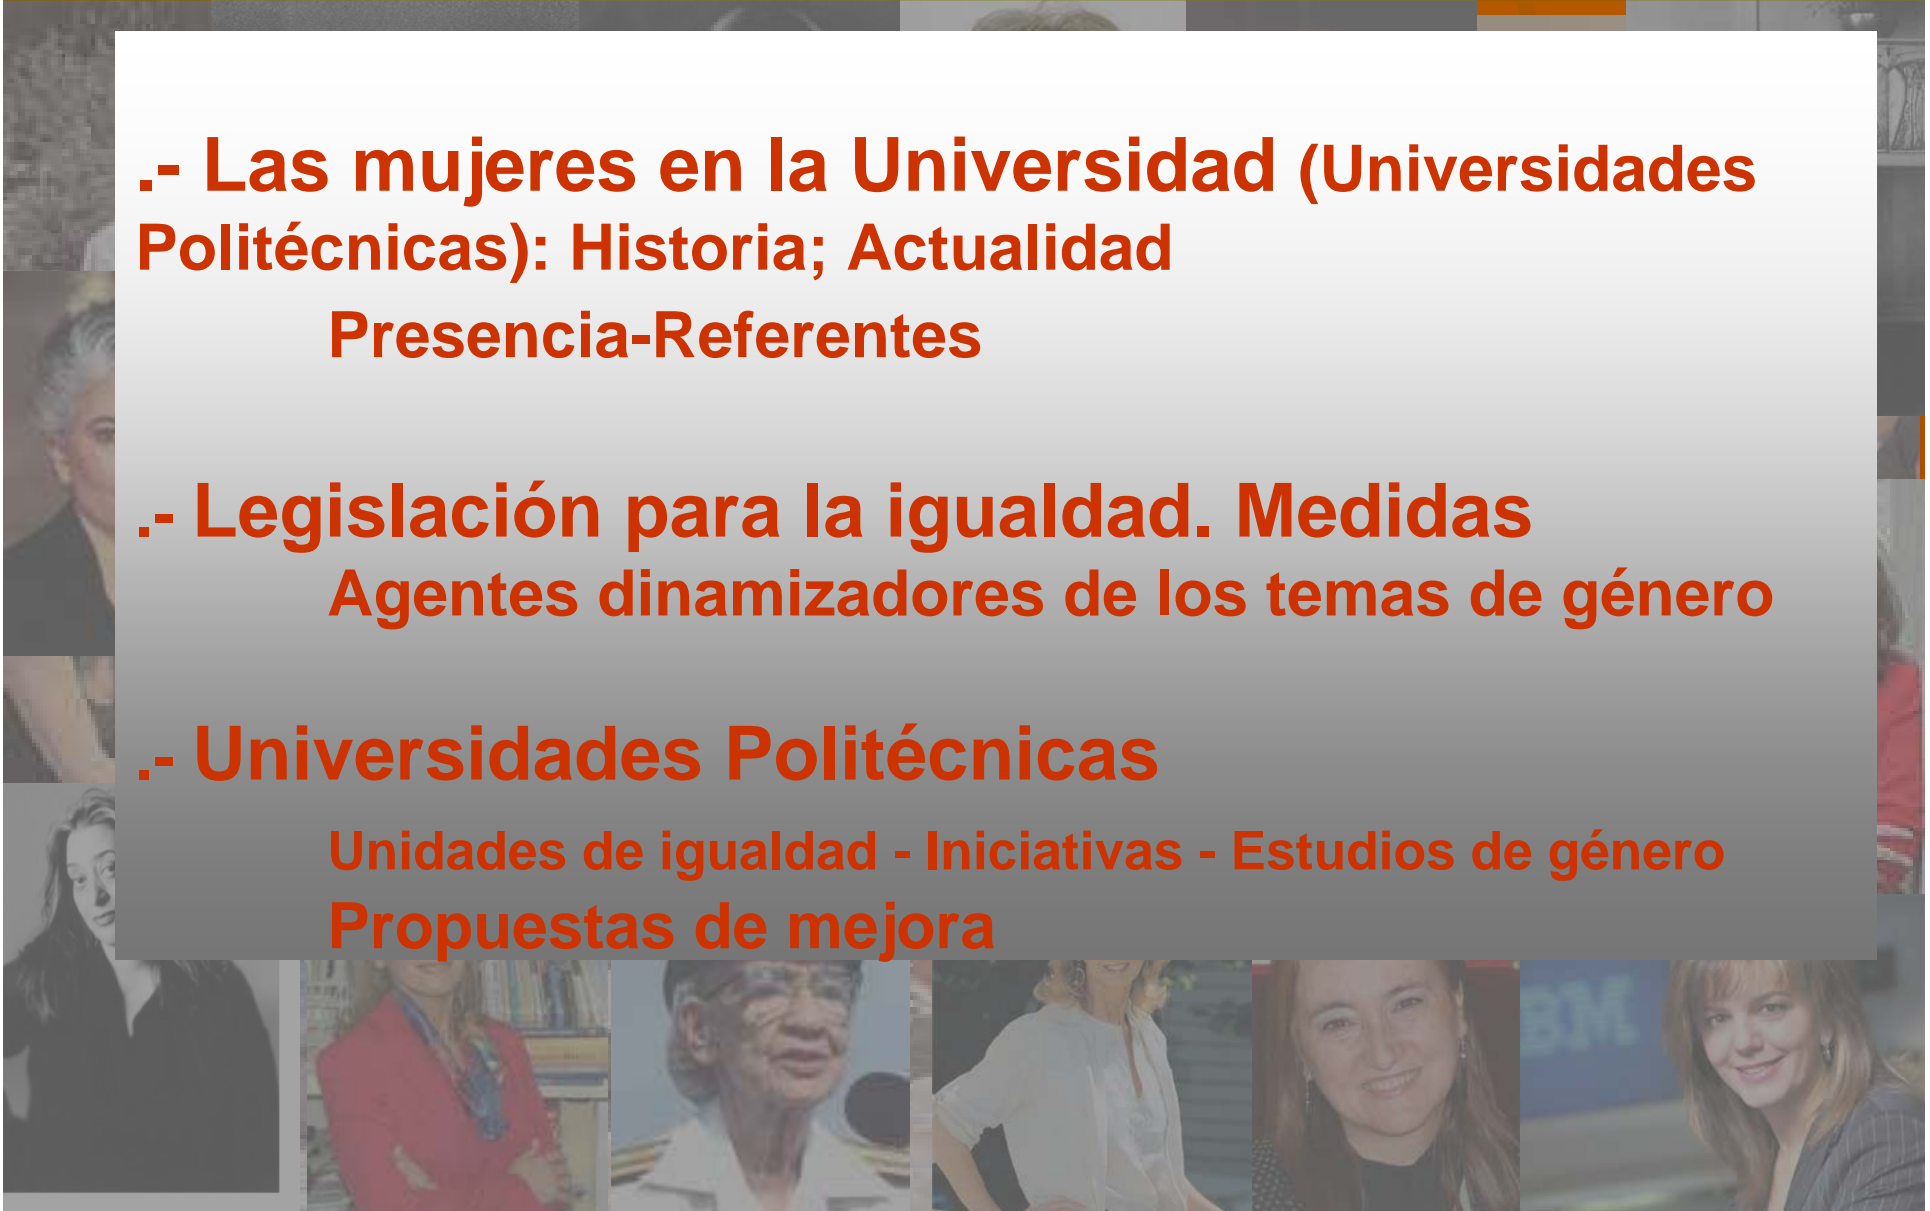 .- Las mujeres en la Universidad (Universidades
Politécnicas): Historia; Actualidad
Presencia-Referentes
.- Legislación para la igualdad. Medidas
Agentes dinamizadores de los temas de género
.- Universidades Politécnicas
Unidades de igualdad - Iniciativas - Estudios de género
Propuestas de mejora
BM